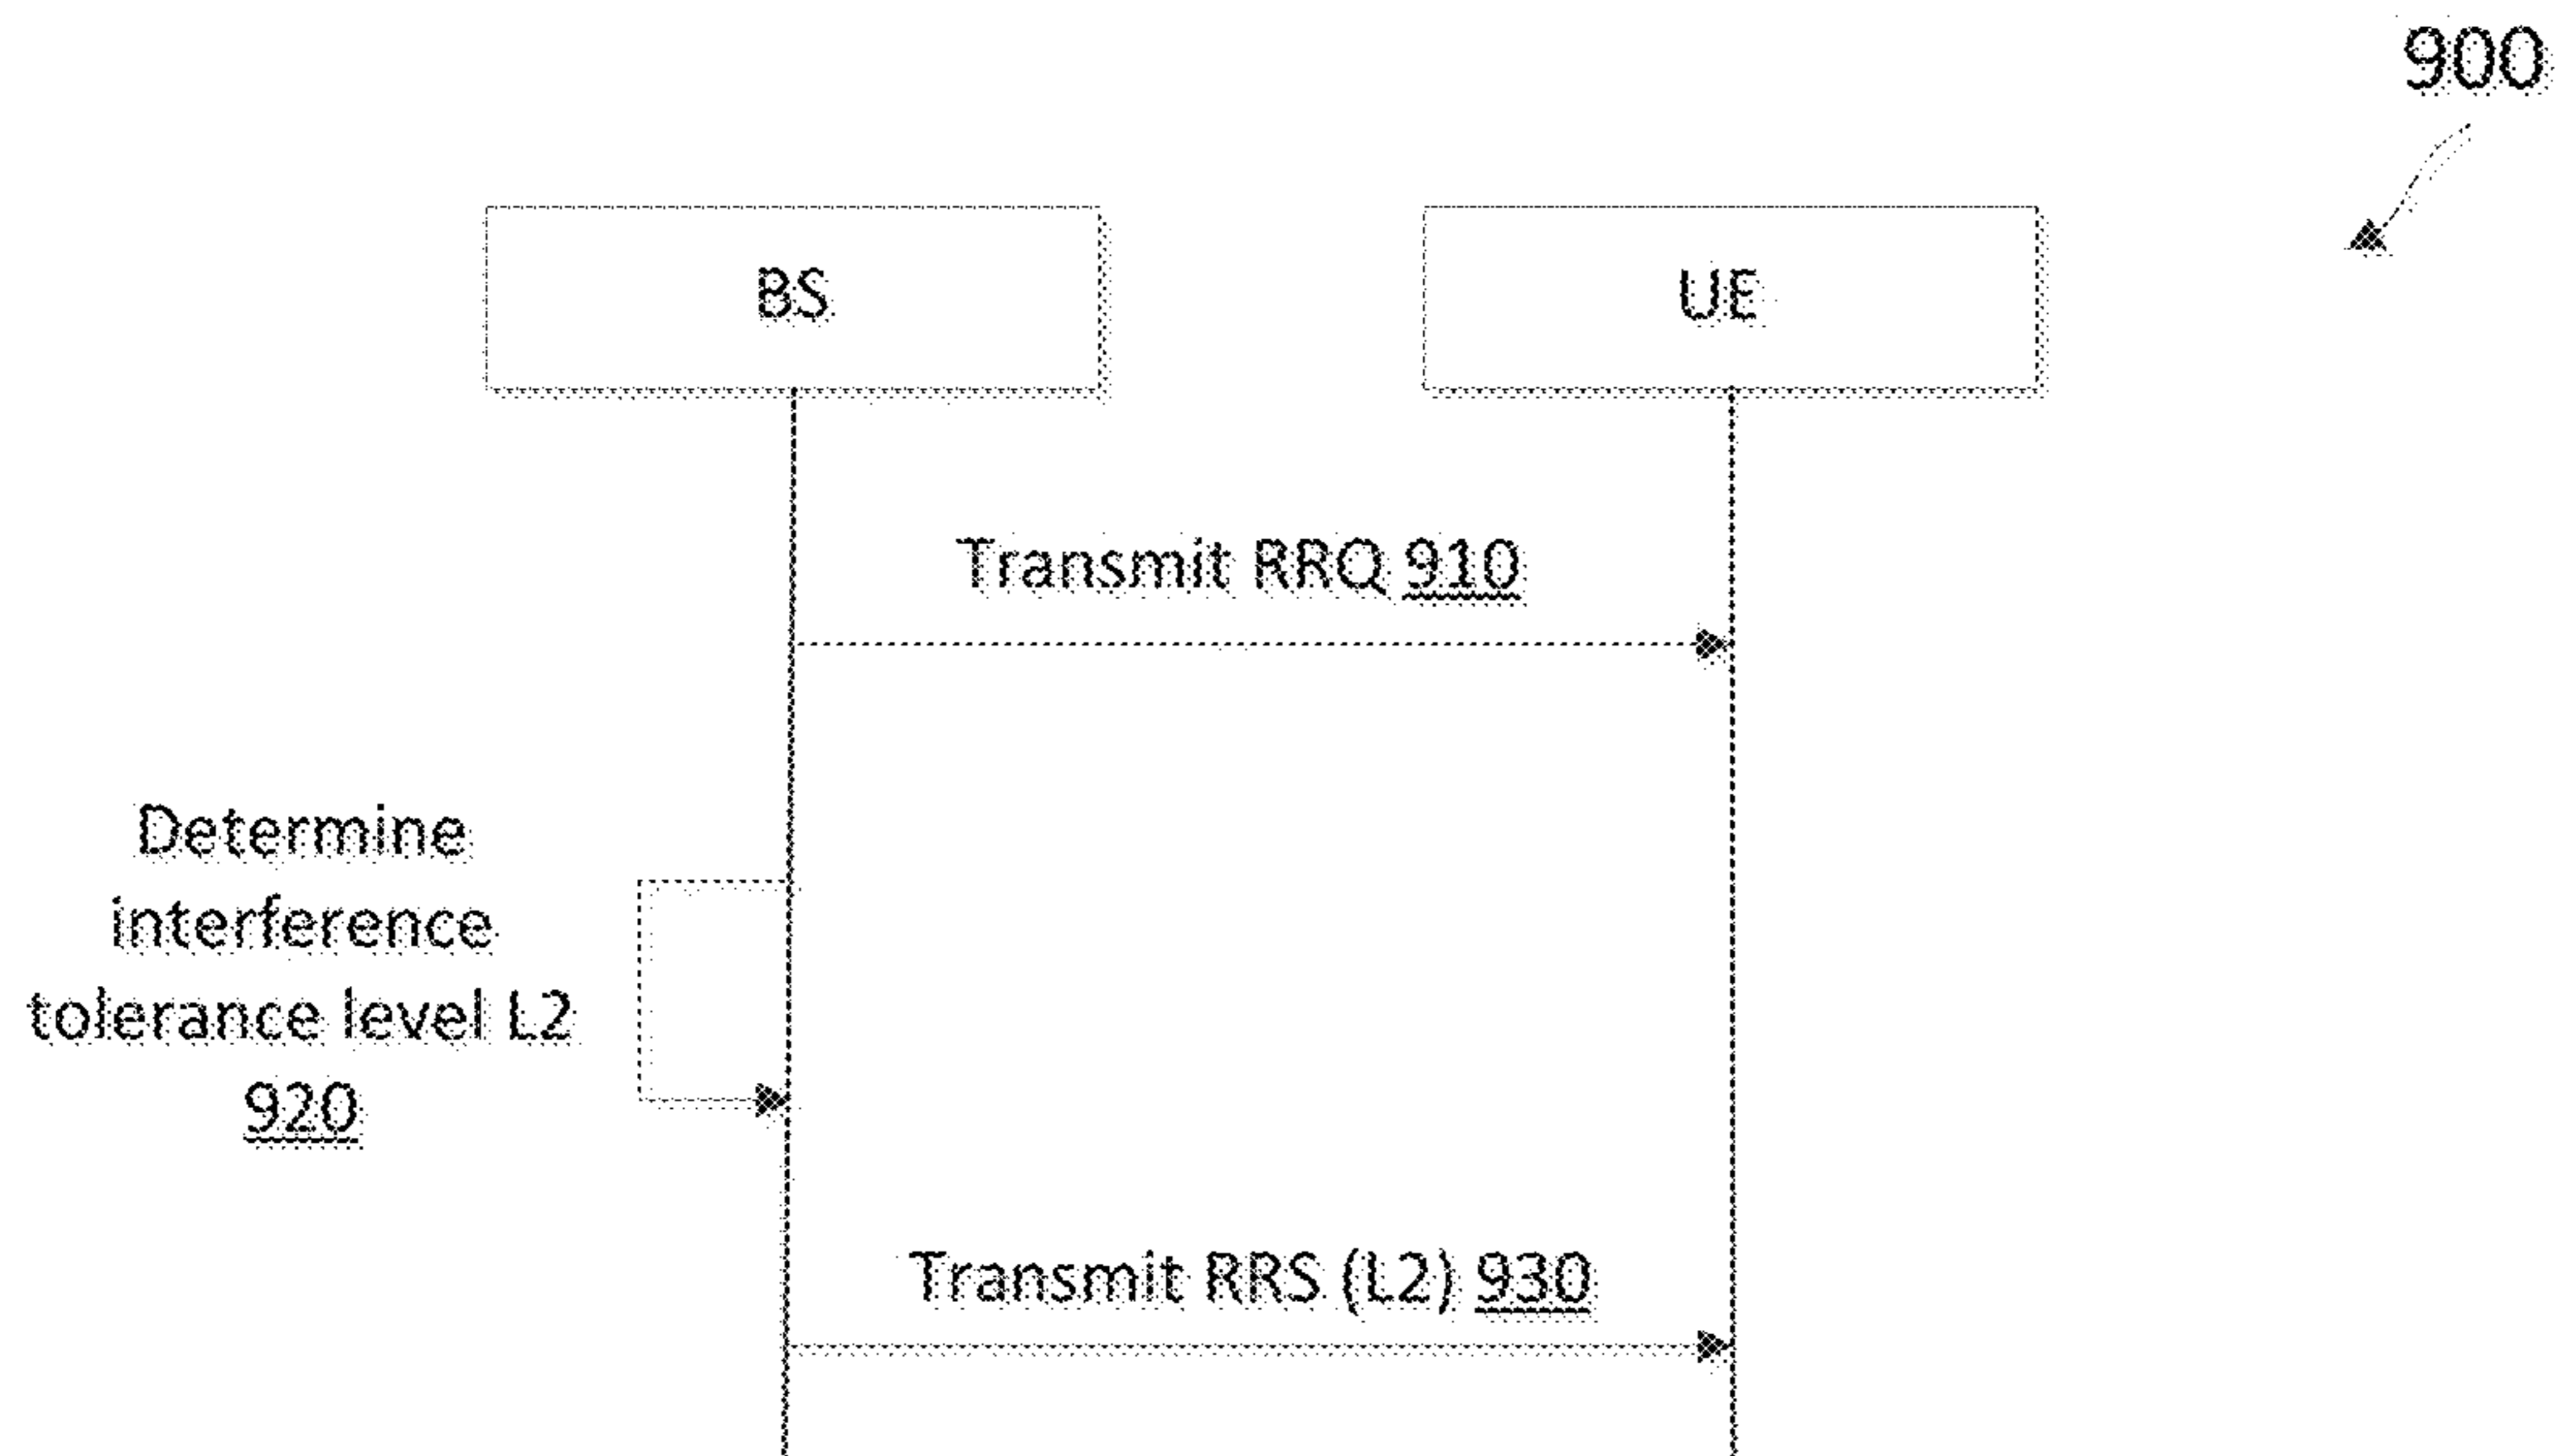 900
BS
UE
Transmit RRQ 910
Determine
interference
tolerance level L2
920
Transmit RRS (L2) 930